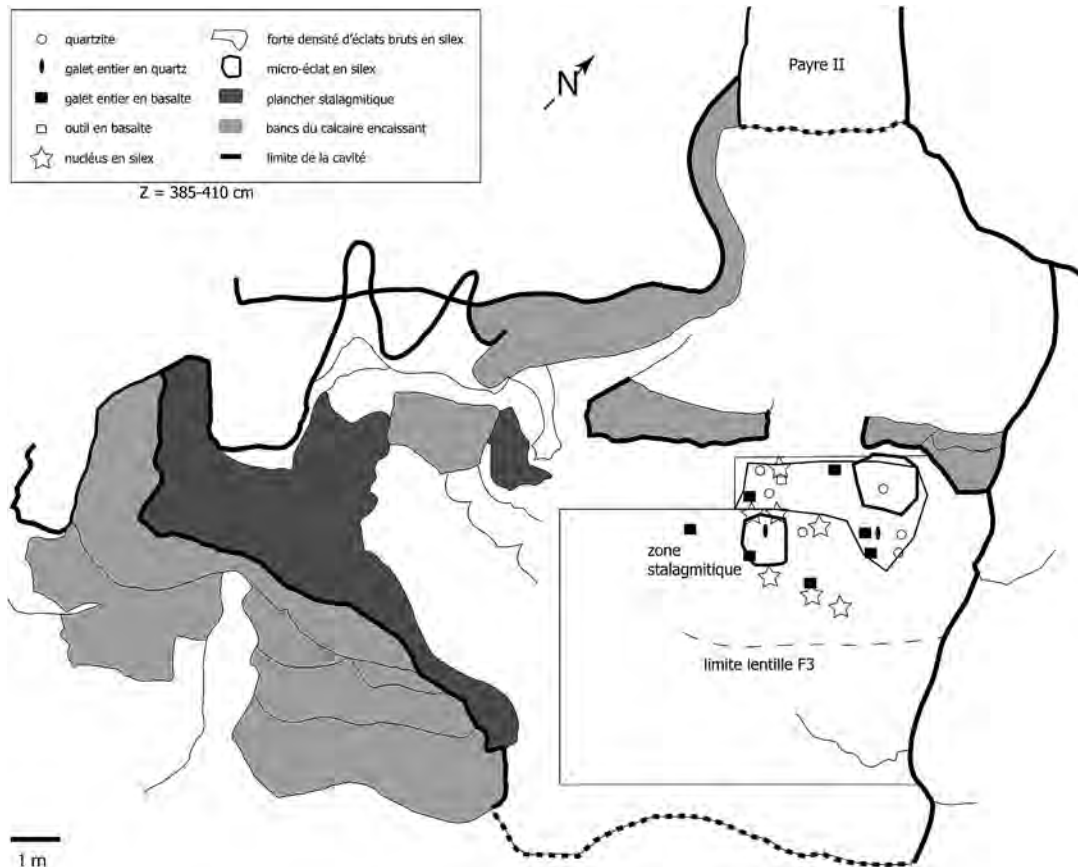 quartzite
galet entier en quartz
galet entier en basalte
outil en basalte
nucléus en silex
forte densité d'éclats bruts en silex
micro-éclat en silex
plancher stalagmitique
bancs du calcaire encaissant
limite de la cavité
Z = 385-410 cm
N
Payre II
zone
stalagmitique
limite lentille F3
1 m